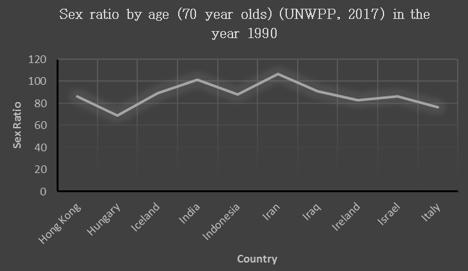 Sex ratio by age (70 year olds) (UNWPP, 2017) in the
year 1990
120
100
80
60
40
20
0
Sex Ratio
Hong Kong
Hungary
Iceland
India
Indonesia
Iran
Iraq
Ireland
Israel
Italy
Country